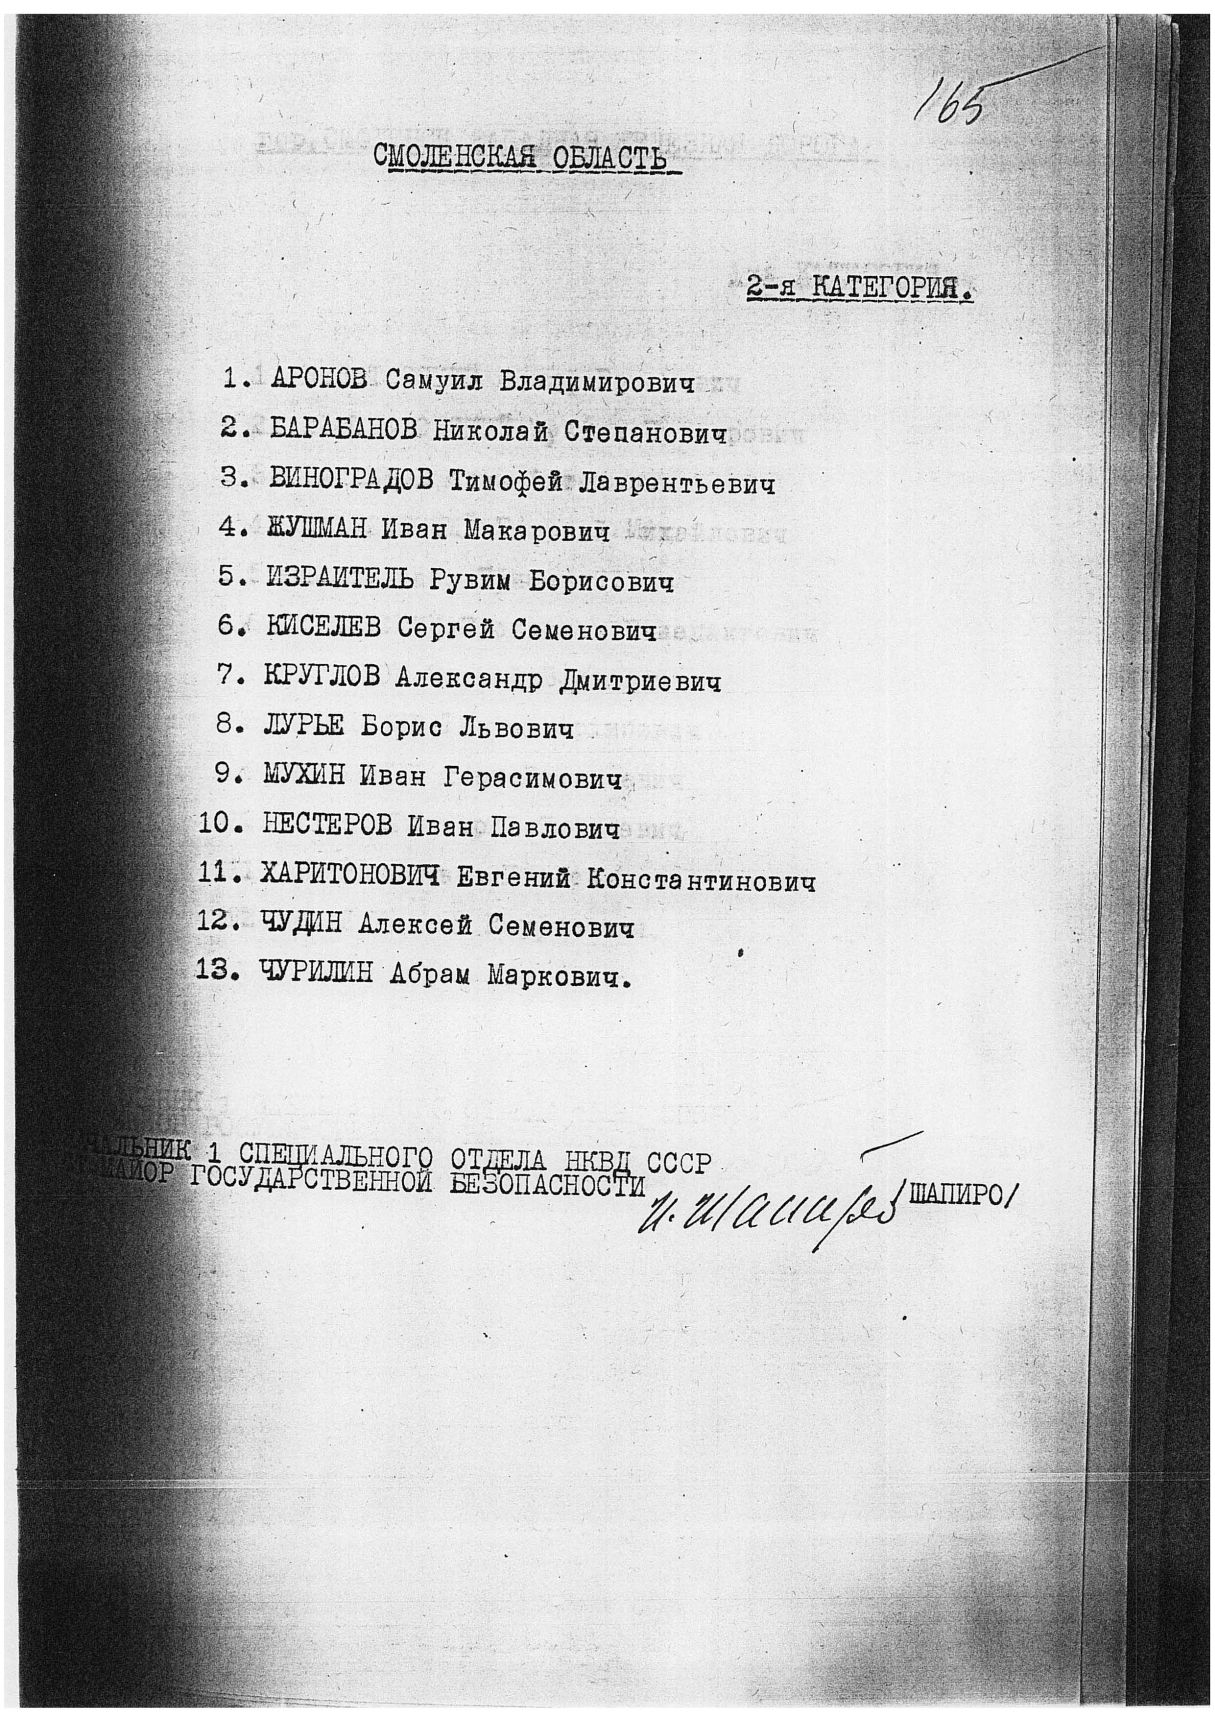 165
СМОЛЕНСКАЯ ОБЛАСТЬ
2-я КАТЕГОРИЯ.
1. АРОНОВ Самуил Владимирович
2. БАРАБАНОВ Николай Степанович
3. ВИНОГРАДОВ Тимофей Лаврентьевич
4. ЖУШМАН Иван Макарович
5. ИЗРАИТЕЛЬ Рувим Борисович
6. КИСЕЛЕВ Сергей Семенович
7. КРУГЛОВ Александр Дмитриевич
8. ЛУРЬЕ Борис Львович
9. МУХИН Иван Герасимович
10. НЕСТЕРОВ Иван Павлович
11. ХАРИТОНОВИЧ Евгений Константинович
12. ЧУДИН Алексей Семенович
13. ЧУРИЛИН Абрам Маркович.
ЧАЛЬНИК 1 СПЕЦИАЛЬНОГО ОТДЕЛА НКВД СССР
МАЙОР ГОСУДАРСТВЕННОЙ БЕЗОПАСНОСТИ
И. Шапиро /ШАПИРО/